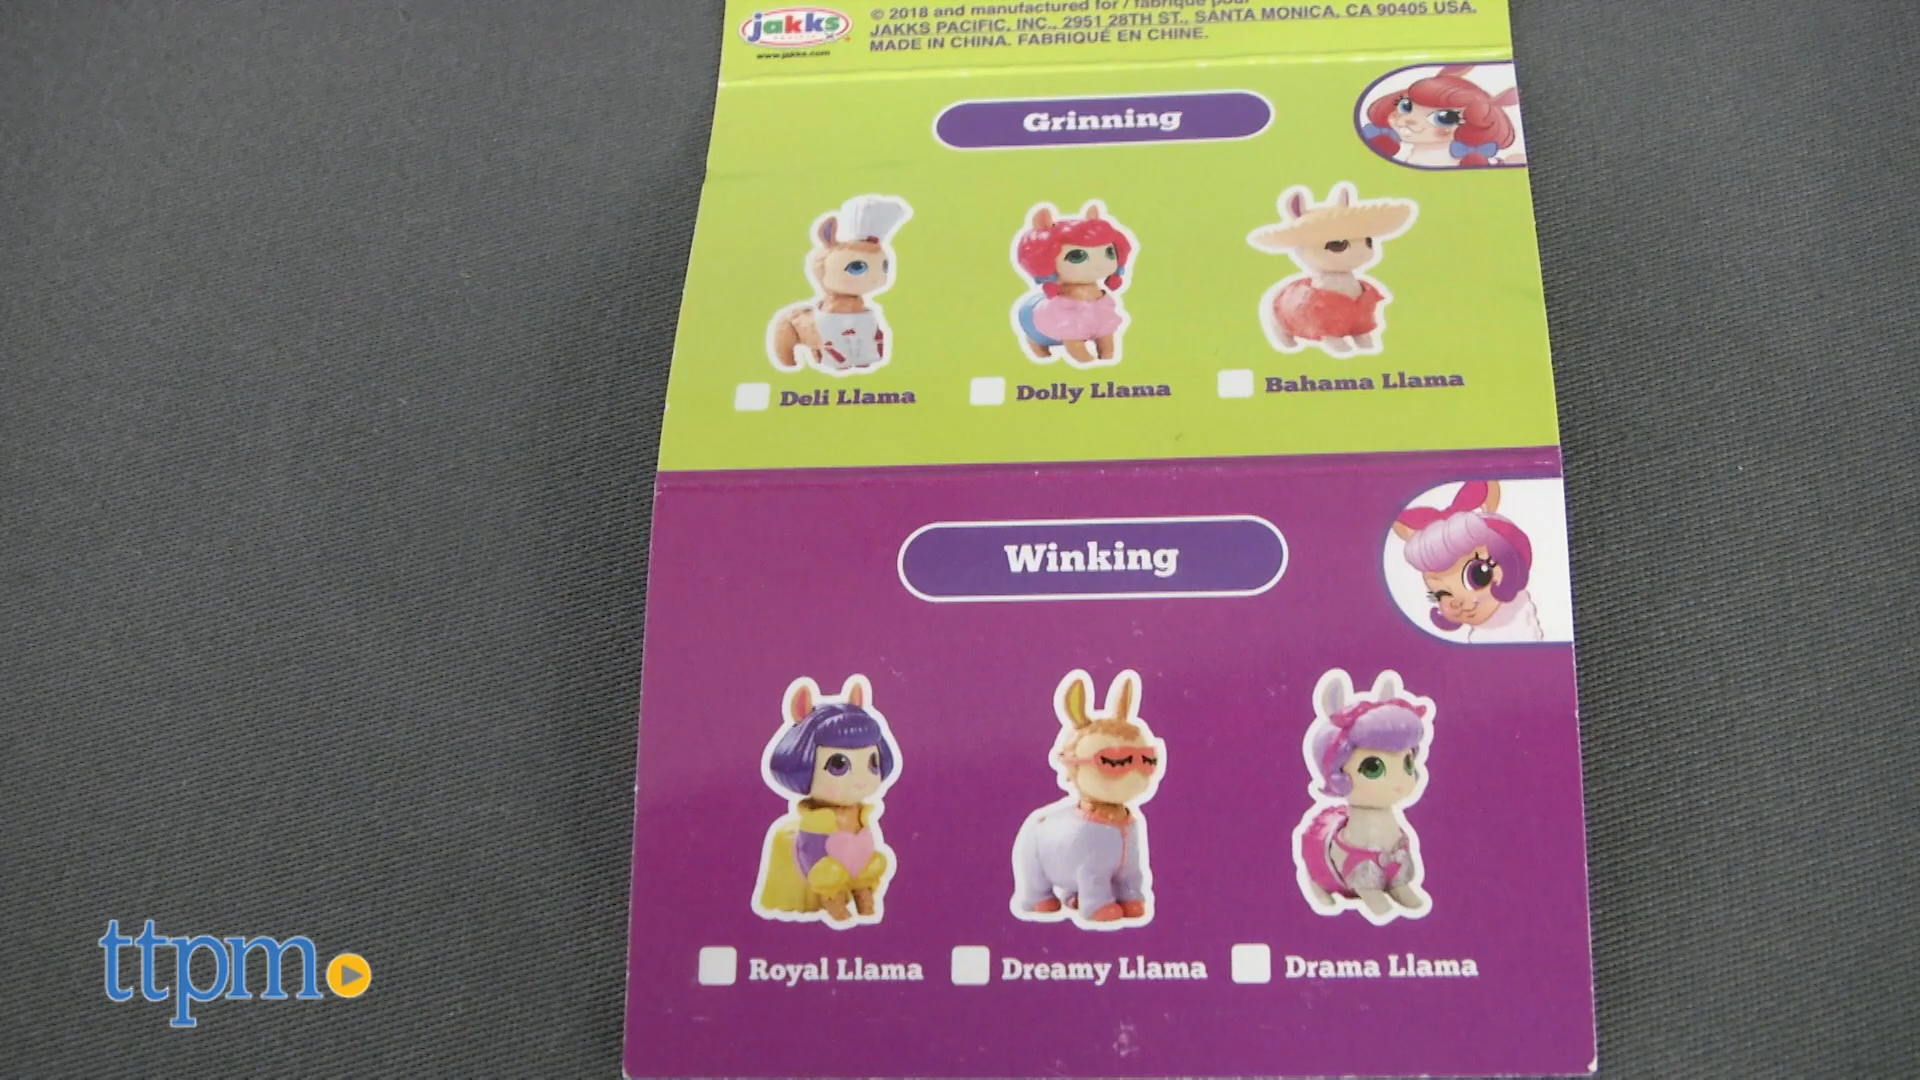 jakks
www.jakks.com
© 2018 and manufactured for / fabriqué pour
JAKKS PACIFIC, INC., 2951 28TH ST., SANTA MONICA, CA 90405 USA.
MADE IN CHINA. FABRIQUÉ EN CHINE.
Grinning
Deli Llama
Dolly Llama
Bahama Llama
Winking
Royal Llama
Dreamy Llama
Drama Llama
ttpm